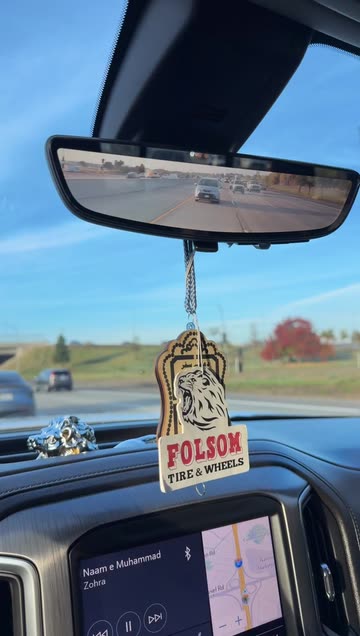 FOLSOM
TIRE & WHEELS
Naam e Muhammad
Zohra